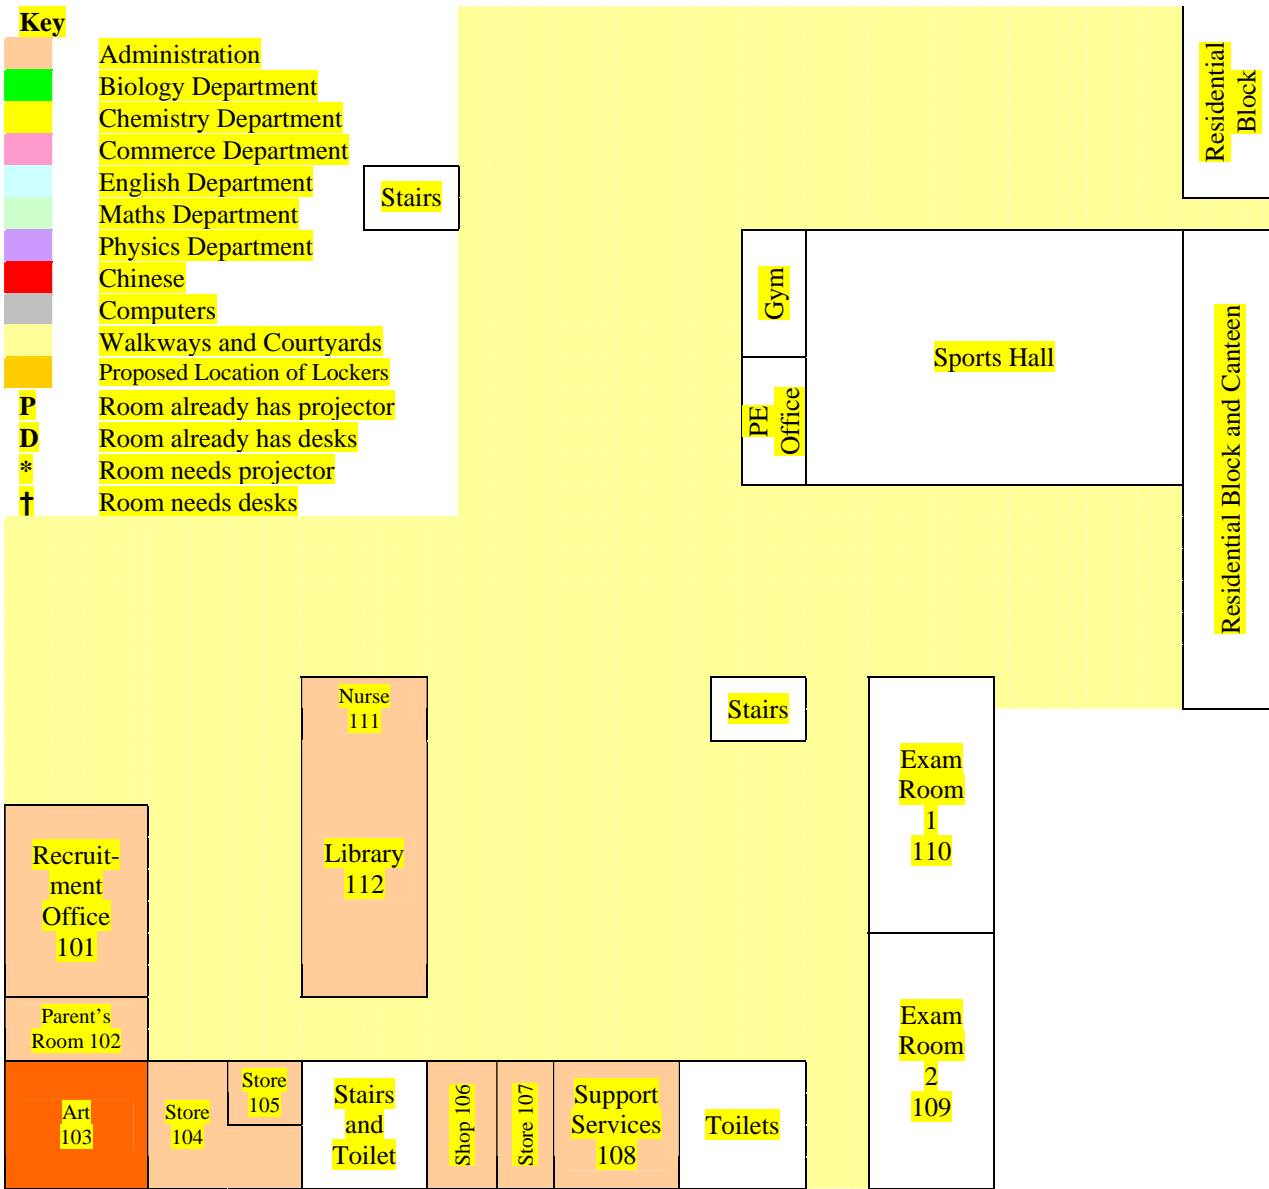 Key
Administration
Biology Department
Chemistry Department
Commerce Department
English Department
Maths Department
Physics Department
Chinese
Computers
Walkways and Courtyards
Proposed Location of Lockers
P Room already has projector
D Room already has desks
* Room needs projector
† Room needs desks
Stairs
Residential
Block
Gym
PE
Office
Sports Hall
Residential Block and Canteen
Nurse
111
Library
112
Stairs
Exam
Room
1
110
Recruit-
ment
Office
101
Parent's
Room 102
Exam
Room
2
109
Art
103
Store
104
Store
105
Stairs
and
Toilet
Shop 106
Store 107
Support
Services
108
Toilets